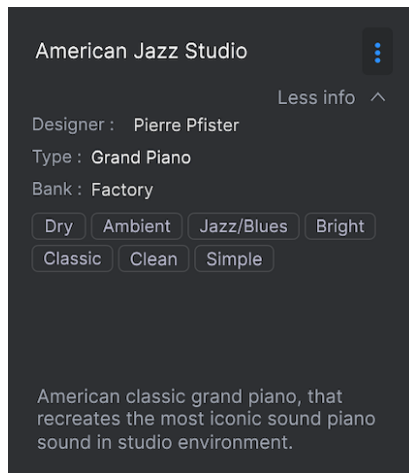 American Jazz Studio
Less info
Designer : Pierre Pfister
Type : Grand Piano
Bank : Factory
Dry Ambient Jazz/Blues Bright
Classic Clean Simple
American classic grand piano, that
recreates the most iconic sound piano
sound in studio environment.